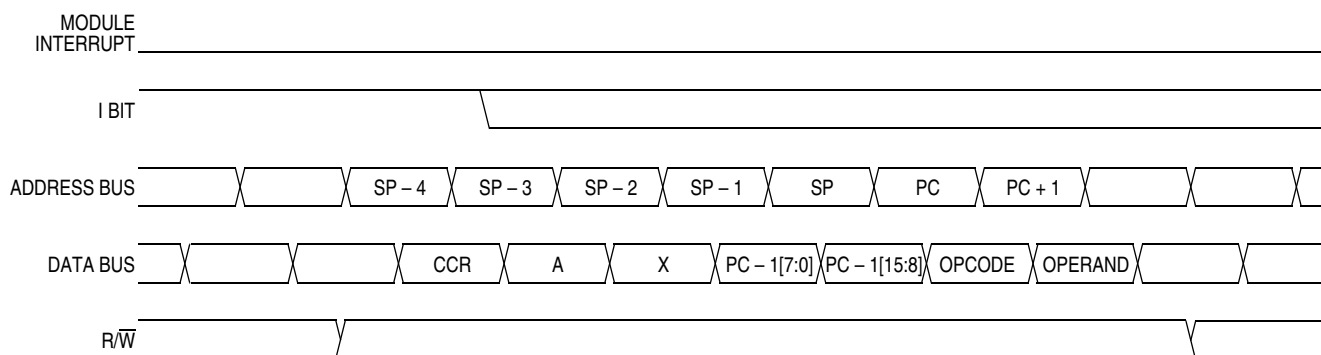 MODULE
INTERRUPT
I BIT
ADDRESS BUS SP – 4 SP – 3 SP – 2 SP – 1 SP PC PC + 1
DATA BUS CCR A X PC – 1[7:0] PC – 1[15:8] OPCODE OPERAND
R/W̅